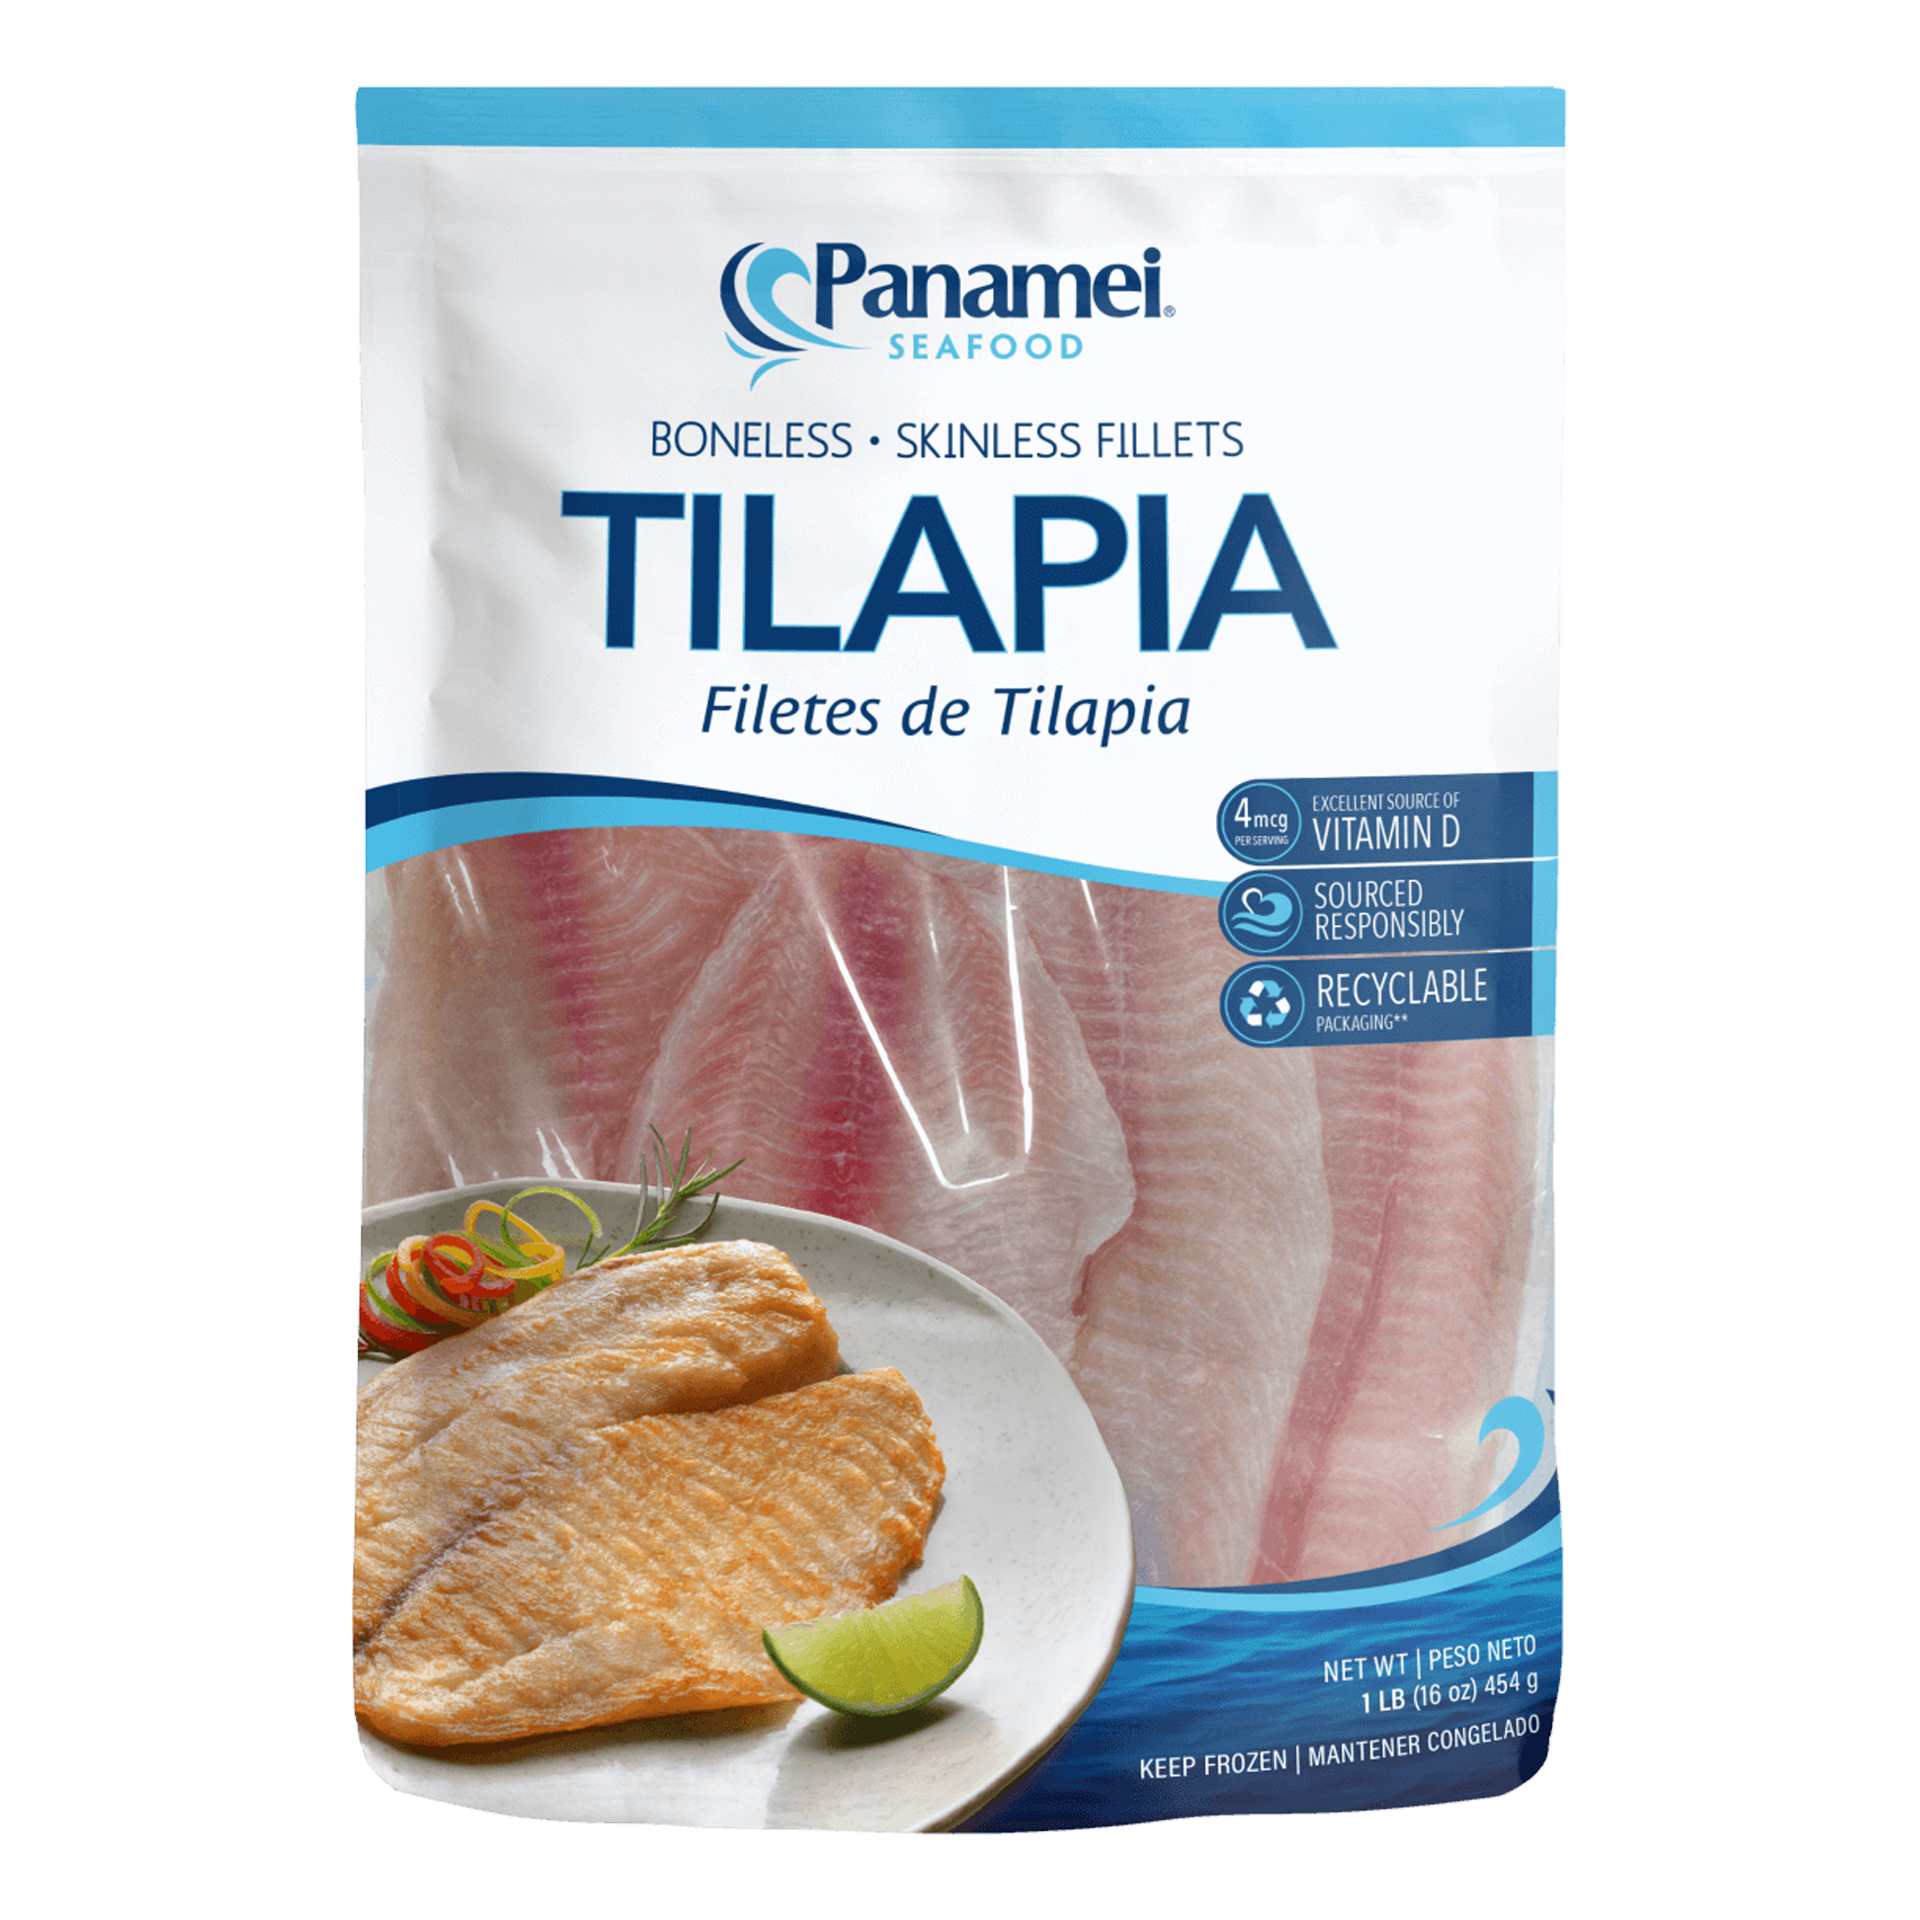 Panamei®
SEAFOOD
BONELESS • SKINLESS FILLETS
TILAPIA
Filetes de Tilapia
4mcg
PER SERVING
EXCELLENT SOURCE OF
VITAMIN D
SOURCED
RESPONSIBLY
RECYCLABLE
PACKAGING**
NET WT | PESO NETO
1 LB (16 oz) 454 g
KEEP FROZEN | MANTENER CONGELADO